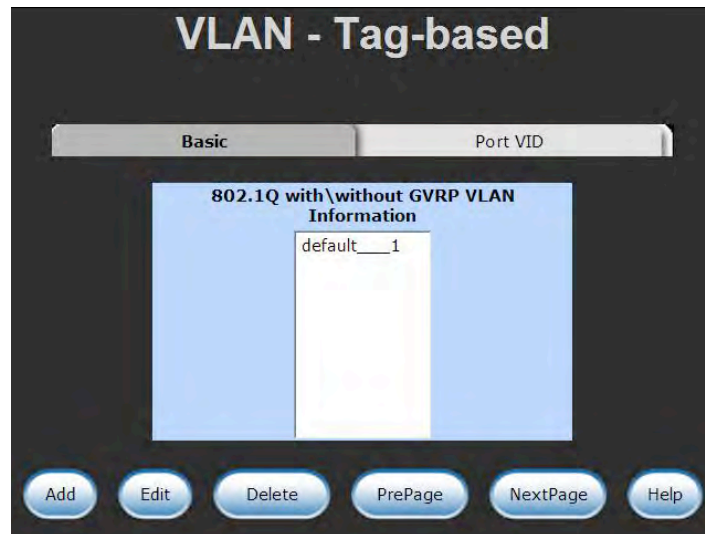 VLAN - Tag-based
Basic
Port VID
802.1Q with\without GVRP VLAN
Information
default___1
Add
Edit
Delete
PrePage
NextPage
Help